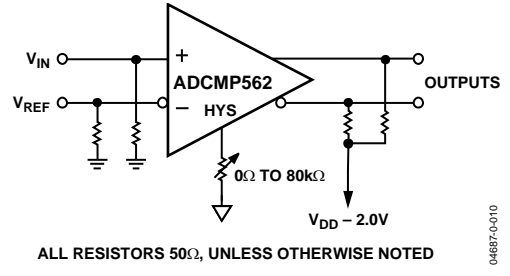 V_IN
+
ADCMP562
OUTPUTS
V_REF
–
HYS
0Ω TO 80kΩ
V_DD – 2.0V
ALL RESISTORS 50Ω, UNLESS OTHERWISE NOTED
04687-0-010